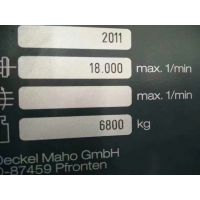 2011
18.000 max. 1/min
max. 1/min
6800 kg
Deckel Maho GmbH
D-87459 Pfronten